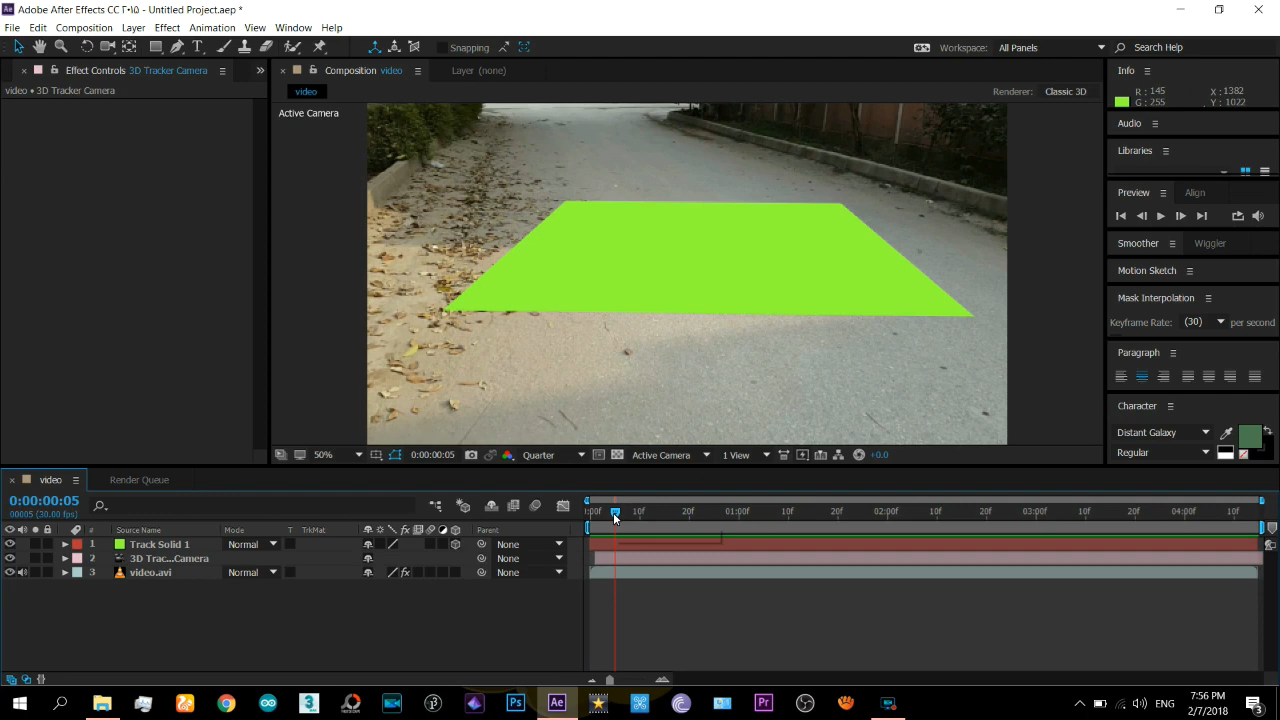 Adobe After Effects CC ٢٠١٥ - Untitled Project.aep *
File Edit Composition Layer Effect Animation View Window Help
Snapping
Workspace: All Panels
Search Help
Effect Controls 3D Tracker Camera
Composition video
Layer (none)
Info
video • 3D Tracker Camera
video
Renderer: Classic 3D
R : 145 X : 1382
G : 255 Y : 1022
Active Camera
Audio
Libraries
Preview Align
Smoother Wiggler
Motion Sketch
Mask Interpolation
Keyframe Rate: (30) per second
Paragraph
Character
Distant Galaxy
Regular
50% 0:00:00:05 Quarter Active Camera 1 View +0.0
video Render Queue
0:00:00:05
00005 (30.00 fps)
:00f 10f 20f 01:00f 10f 20f 02:00f 10f 20f 03:00f 10f 20f 04:00f 10f
# Source Name Mode T TrkMat Parent
1 Track Solid 1 Normal None
2 3D Trac...Camera None
3 video.avi Normal None
Ps Ae Pr
ENG
7:56 PM
2/7/2018
3